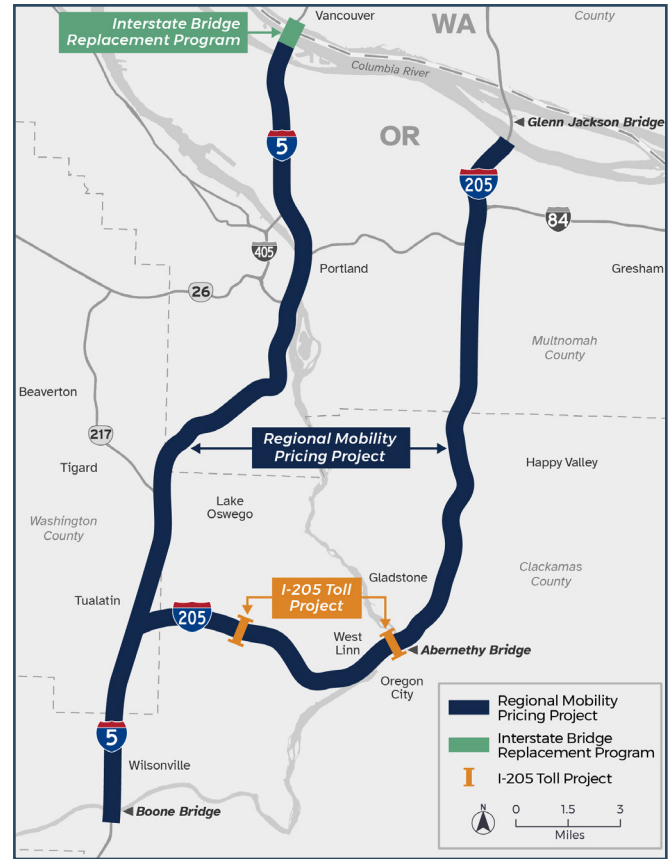 Interstate Bridge
Replacement Program
Vancouver
WA
County
Columbia River
Glenn Jackson Bridge
OR
5
205
84
405
Portland
Gresham
26
Multnomah
County
Beaverton
217
Regional Mobility
Pricing Project
Tigard
Happy Valley
Lake
Oswego
Washington
County
Clackamas
County
Gladstone
I-205 Toll
Project
Tualatin
205
West
Linn
Abernethy Bridge
Oregon
City
5
Wilsonville
Boone Bridge
Regional Mobility
Pricing Project
Interstate Bridge
Replacement Program
I-205 Toll Project
N
0 1.5 3
Miles